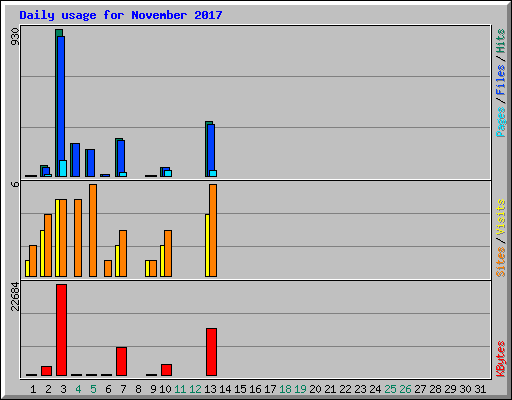 Daily usage for November 2017
930
Pages / Files / Hits
6
Sites / Visits
22684
KBytes
1 2 3 4 5 6 7 8 9 10 11 12 13 14 15 16 17 18 19 20 21 22 23 24 25 26 27 28 29 30 31